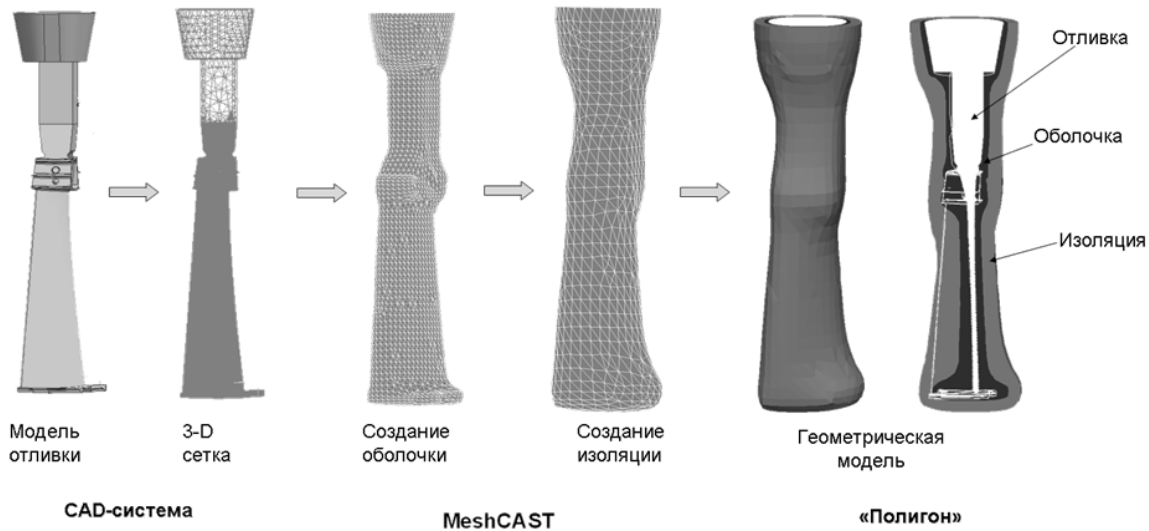 Отливка
Оболочка
Изоляция
Модель
отливки
3-D
сетка
Создание
оболочки
Создание
изоляции
Геометрическая
модель
CAD-система
MeshCAST
«Полигон»